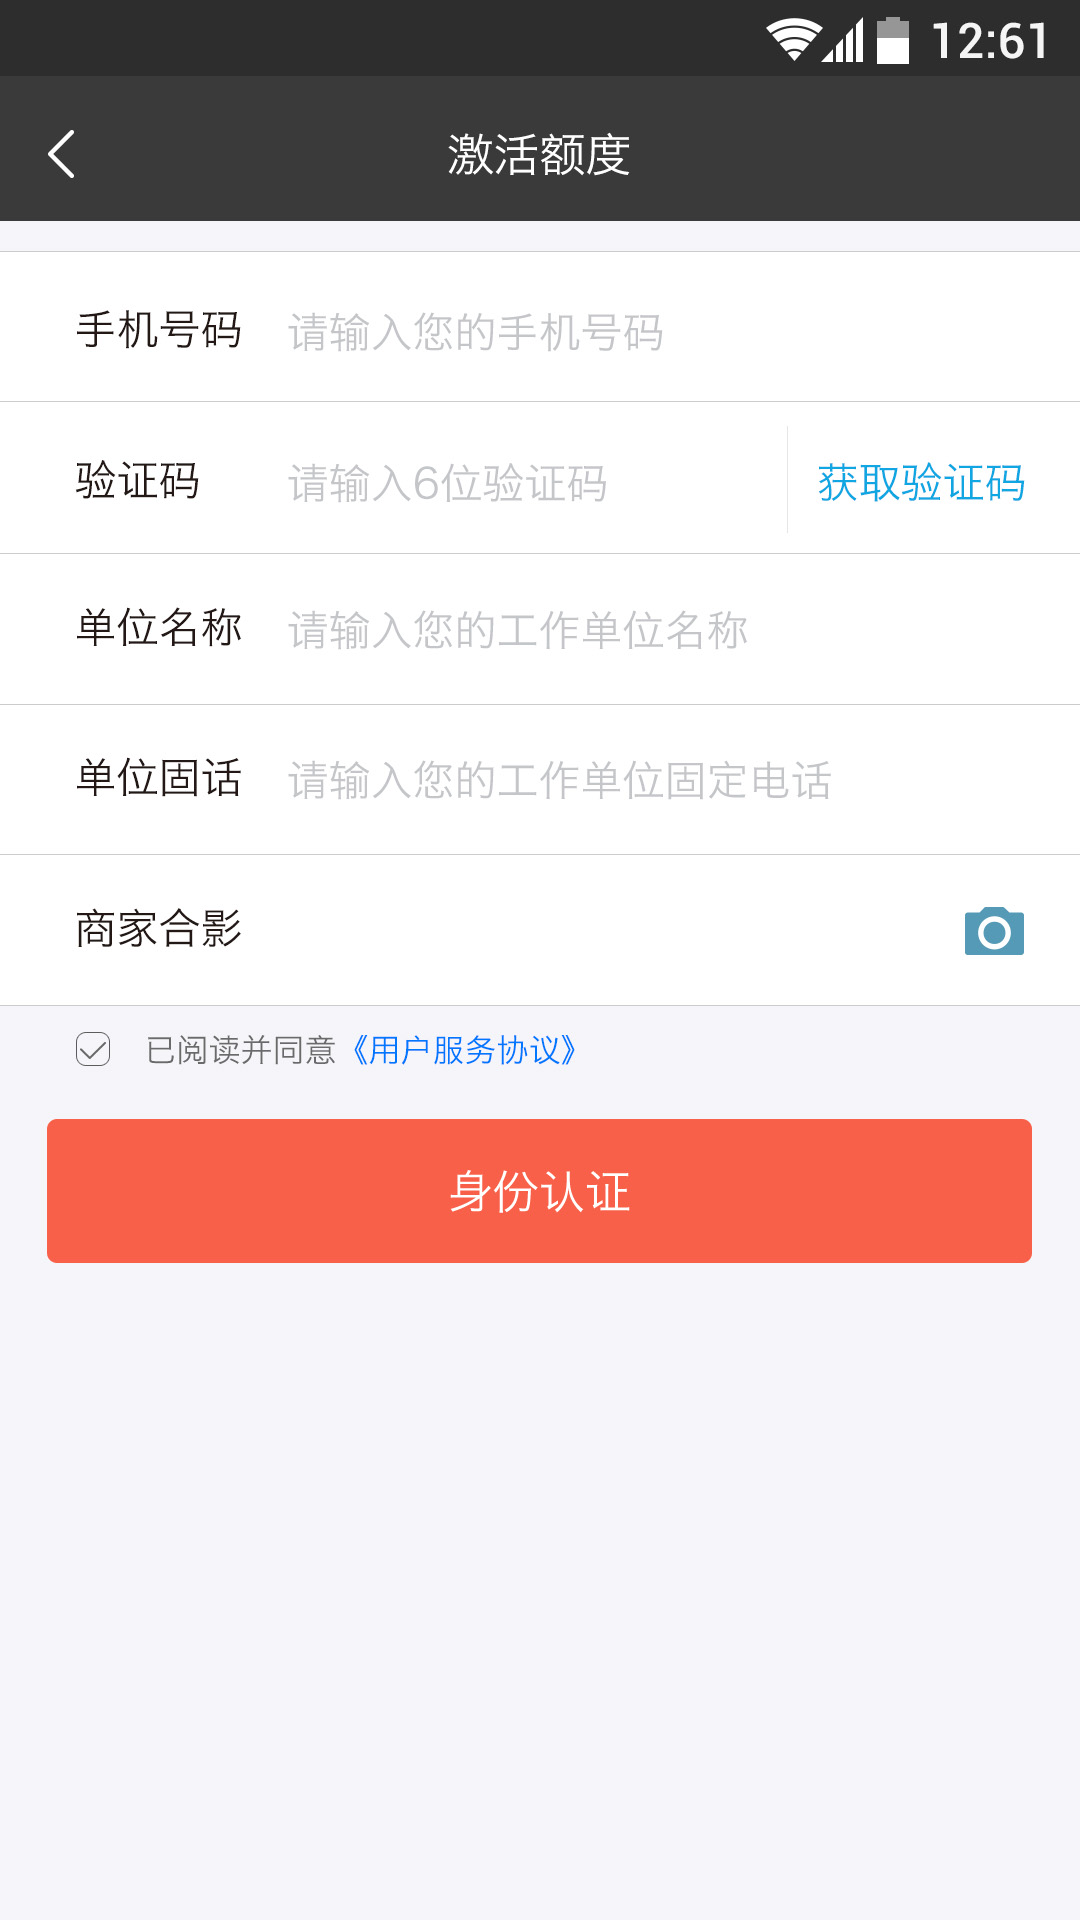 12:61
激活额度
手机号码 请输入您的手机号码
验证码 请输入6位验证码 获取验证码
单位名称 请输入您的工作单位名称
单位固话 请输入您的工作单位固定电话
商家合影
已阅读并同意《用户服务协议》
身份认证